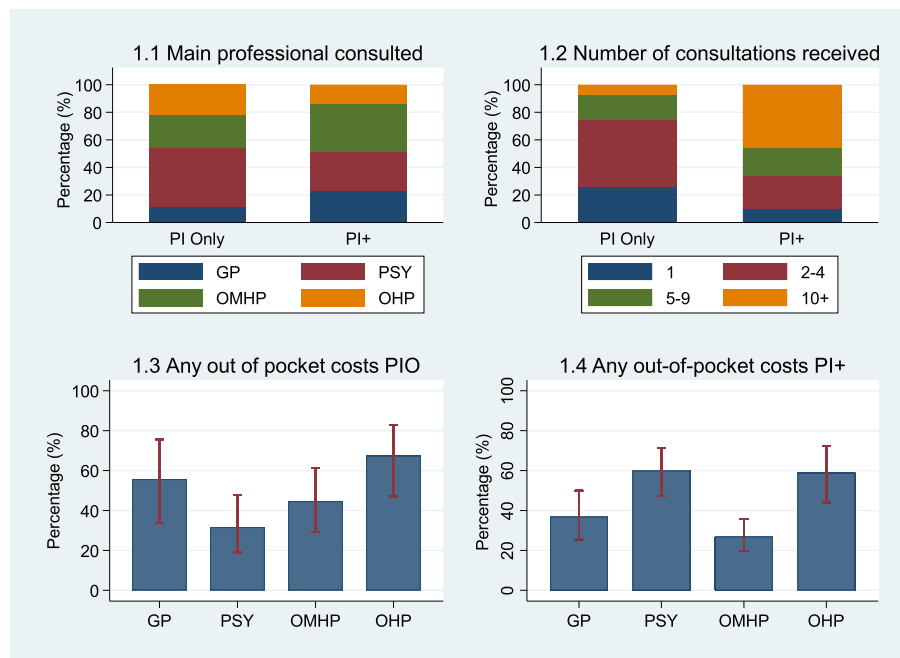 1.1 Main professional consulted
Percentage (%)
100
80
60
40
20
0
PI Only PI+
GP PSY
OMHP OHP
1.2 Number of consultations received
Percentage (%)
100
80
60
40
20
0
PI Only PI+
1 2-4
5-9 10+
1.3 Any out of pocket costs PIO
Percentage (%)
100
80
60
40
20
0
GP PSY OMHP OHP
1.4 Any out-of-pocket costs PI+
Percentage (%)
100
80
60
40
20
0
GP PSY OMHP OHP